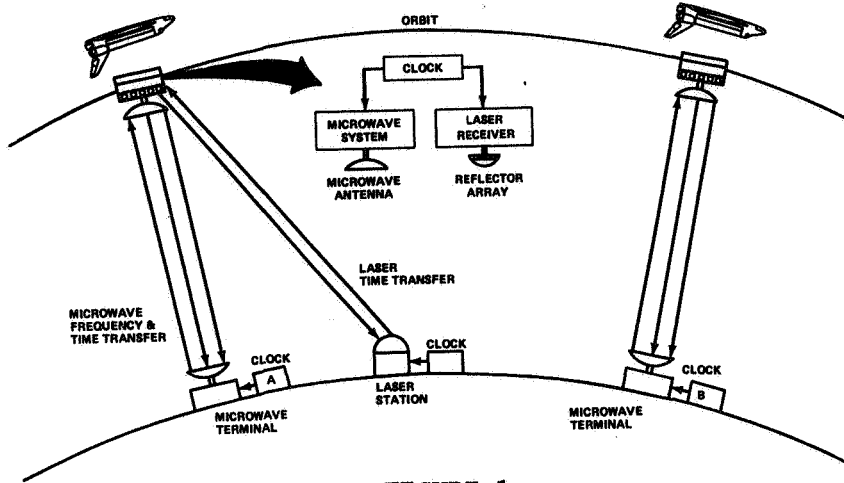 ORBIT
CLOCK
MICROWAVE
SYSTEM
LASER
RECEIVER
MICROWAVE
ANTENNA
REFLECTOR
ARRAY
LASER
TIME TRANSFER
MICROWAVE
FREQUENCY &
TIME TRANSFER
CLOCK
A
MICROWAVE
TERMINAL
CLOCK
LASER
STATION
CLOCK
B
MICROWAVE
TERMINAL